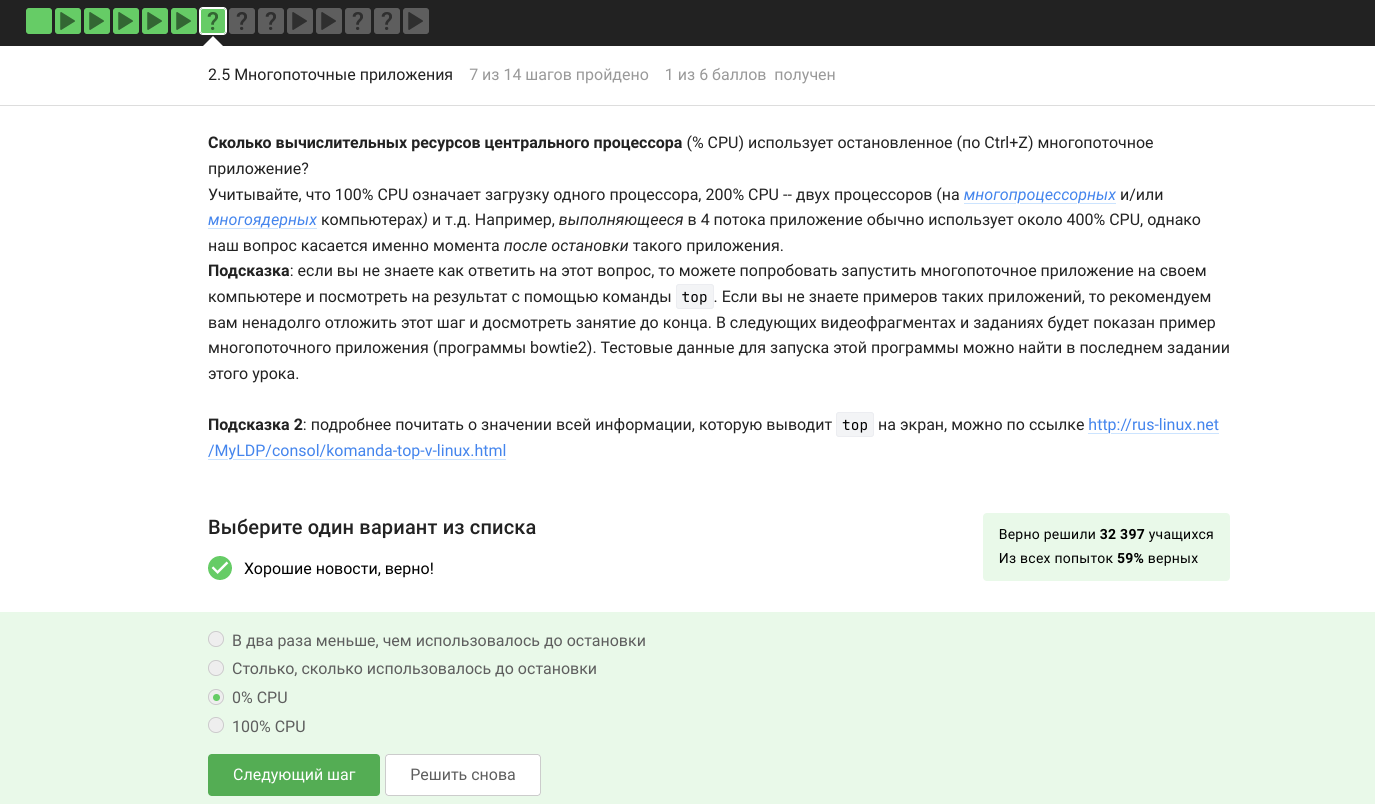 ? ? ? ? ?
2.5 Многопоточные приложения 7 из 14 шагов пройдено 1 из 6 баллов получен
Сколько вычислительных ресурсов центрального процессора (% CPU) использует остановленное (по Ctrl+Z) многопоточное
приложение?
Учитывайте, что 100% CPU означает загрузку одного процессора, 200% CPU -- двух процессоров (на многопроцессорных и/или
многоядерных компьютерах) и т.д. Например, выполняющееся в 4 потока приложение обычно использует около 400% CPU, однако
наш вопрос касается именно момента после остановки такого приложения.
Подсказка: если вы не знаете как ответить на этот вопрос, то можете попробовать запустить многопоточное приложение на своем
компьютере и посмотреть на результат с помощью команды top. Если вы не знаете примеров таких приложений, то рекомендуем
вам ненадолго отложить этот шаг и досмотреть занятие до конца. В следующих видеофрагментах и заданиях будет показан пример
многопоточного приложения (программы bowtie2). Тестовые данные для запуска этой программы можно найти в последнем задании
этого урока.
Подсказка 2: подробнее почитать о значении всей информации, которую выводит top на экран, можно по ссылке http://rus-linux.net
/MyLDP/consol/komanda-top-v-linux.html
Выберите один вариант из списка
Верно решили 32 397 учащихся
Из всех попыток 59% верных
Хорошие новости, верно!
В два раза меньше, чем использовалось до остановки
Столько, сколько использовалось до остановки
0% CPU
100% CPU
Следующий шаг Решить снова